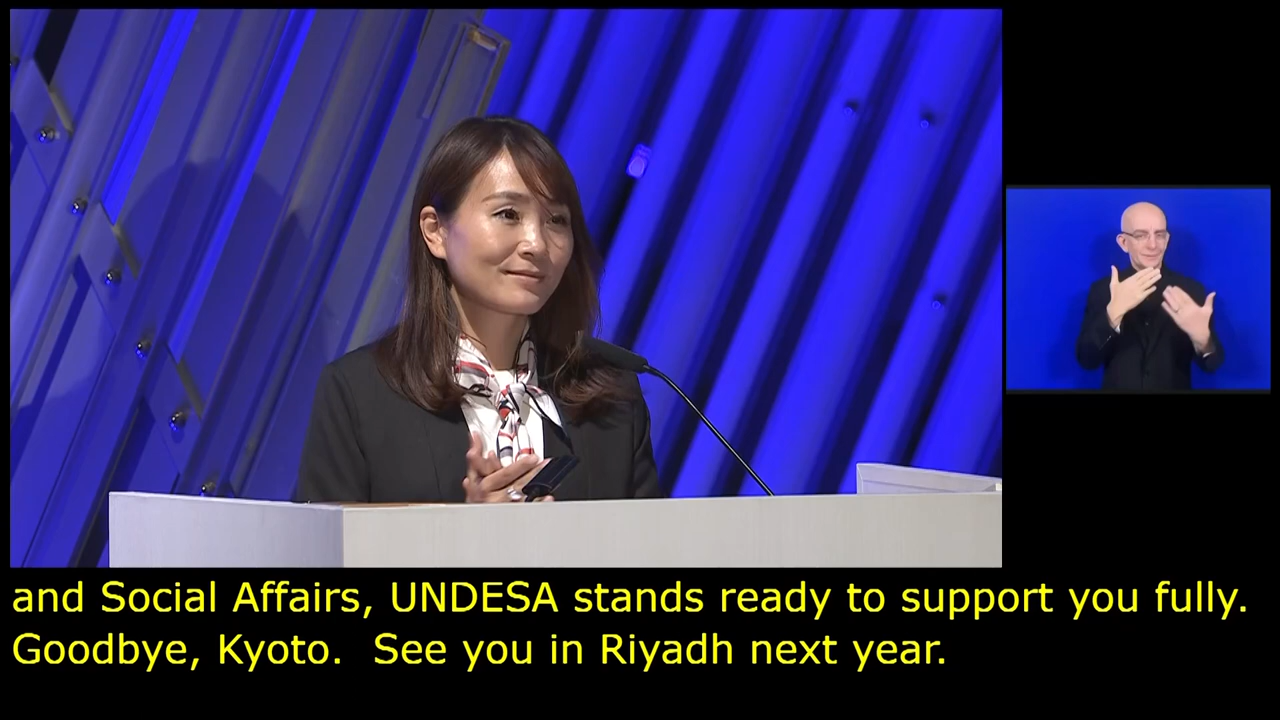 and Social Affairs, UNDESA stands ready to support you fully.
Goodbye, Kyoto.  See you in Riyadh next year.